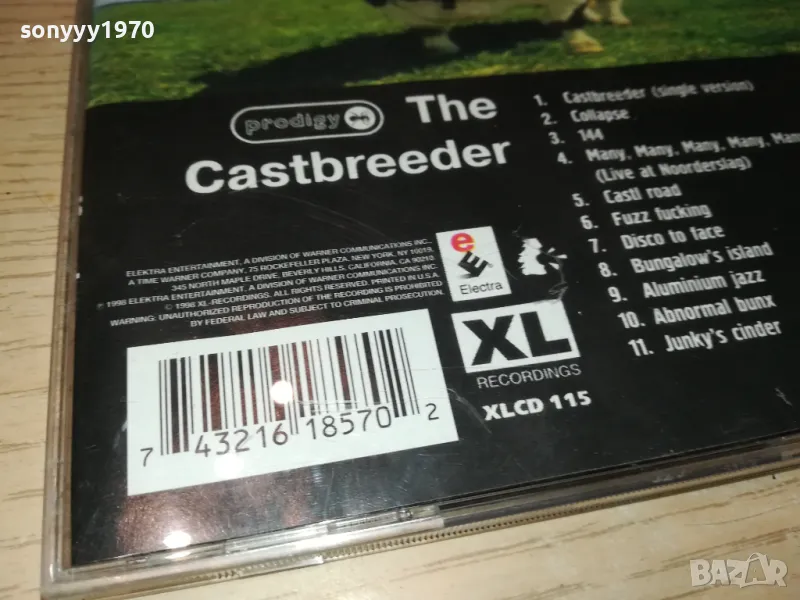 sonyyy1970
prodigy
The
Castbreeder
1. Castbreeder (single version)
2. Collapse
3. 144
4. Many, Many, Many, Many, Man
(Live at Noorderslag)
5. Castl road
6. Fuzz fucking
7. Disco to face
8. Bungalow's island
9. Aluminium jazz
10. Abnormal bunx
11. Junky's cinder
ELEKTRA ENTERTAINMENT, A DIVISION OF WARNER COMMUNICATIONS INC.,
A TIME WARNER COMPANY, 75 ROCKEFELLER PLAZA, NEW YORK, NY 10019,
345 NORTH MAPLE DRIVE, BEVERLY HILLS, CALIFORNIA, CA 90210.
℗ 1998 ELEKTRA ENTERTAINMENT, A DIVISION OF WARNER COMMUNICATIONS INC.
© 1998 XL-RECORDINGS. ALL RIGHTS RESERVED. PRINTED IN U.S.A.
WARNING: UNAUTHORIZED REPRODUCTION OF THE RECORDING IS PROHIBITED
BY FEDERAL LAW AND SUBJECT TO CRIMINAL PROSECUTION.
e
Electra
XL
RECORDINGS
XLCD 115
7 43216 18570 2
BAZAR